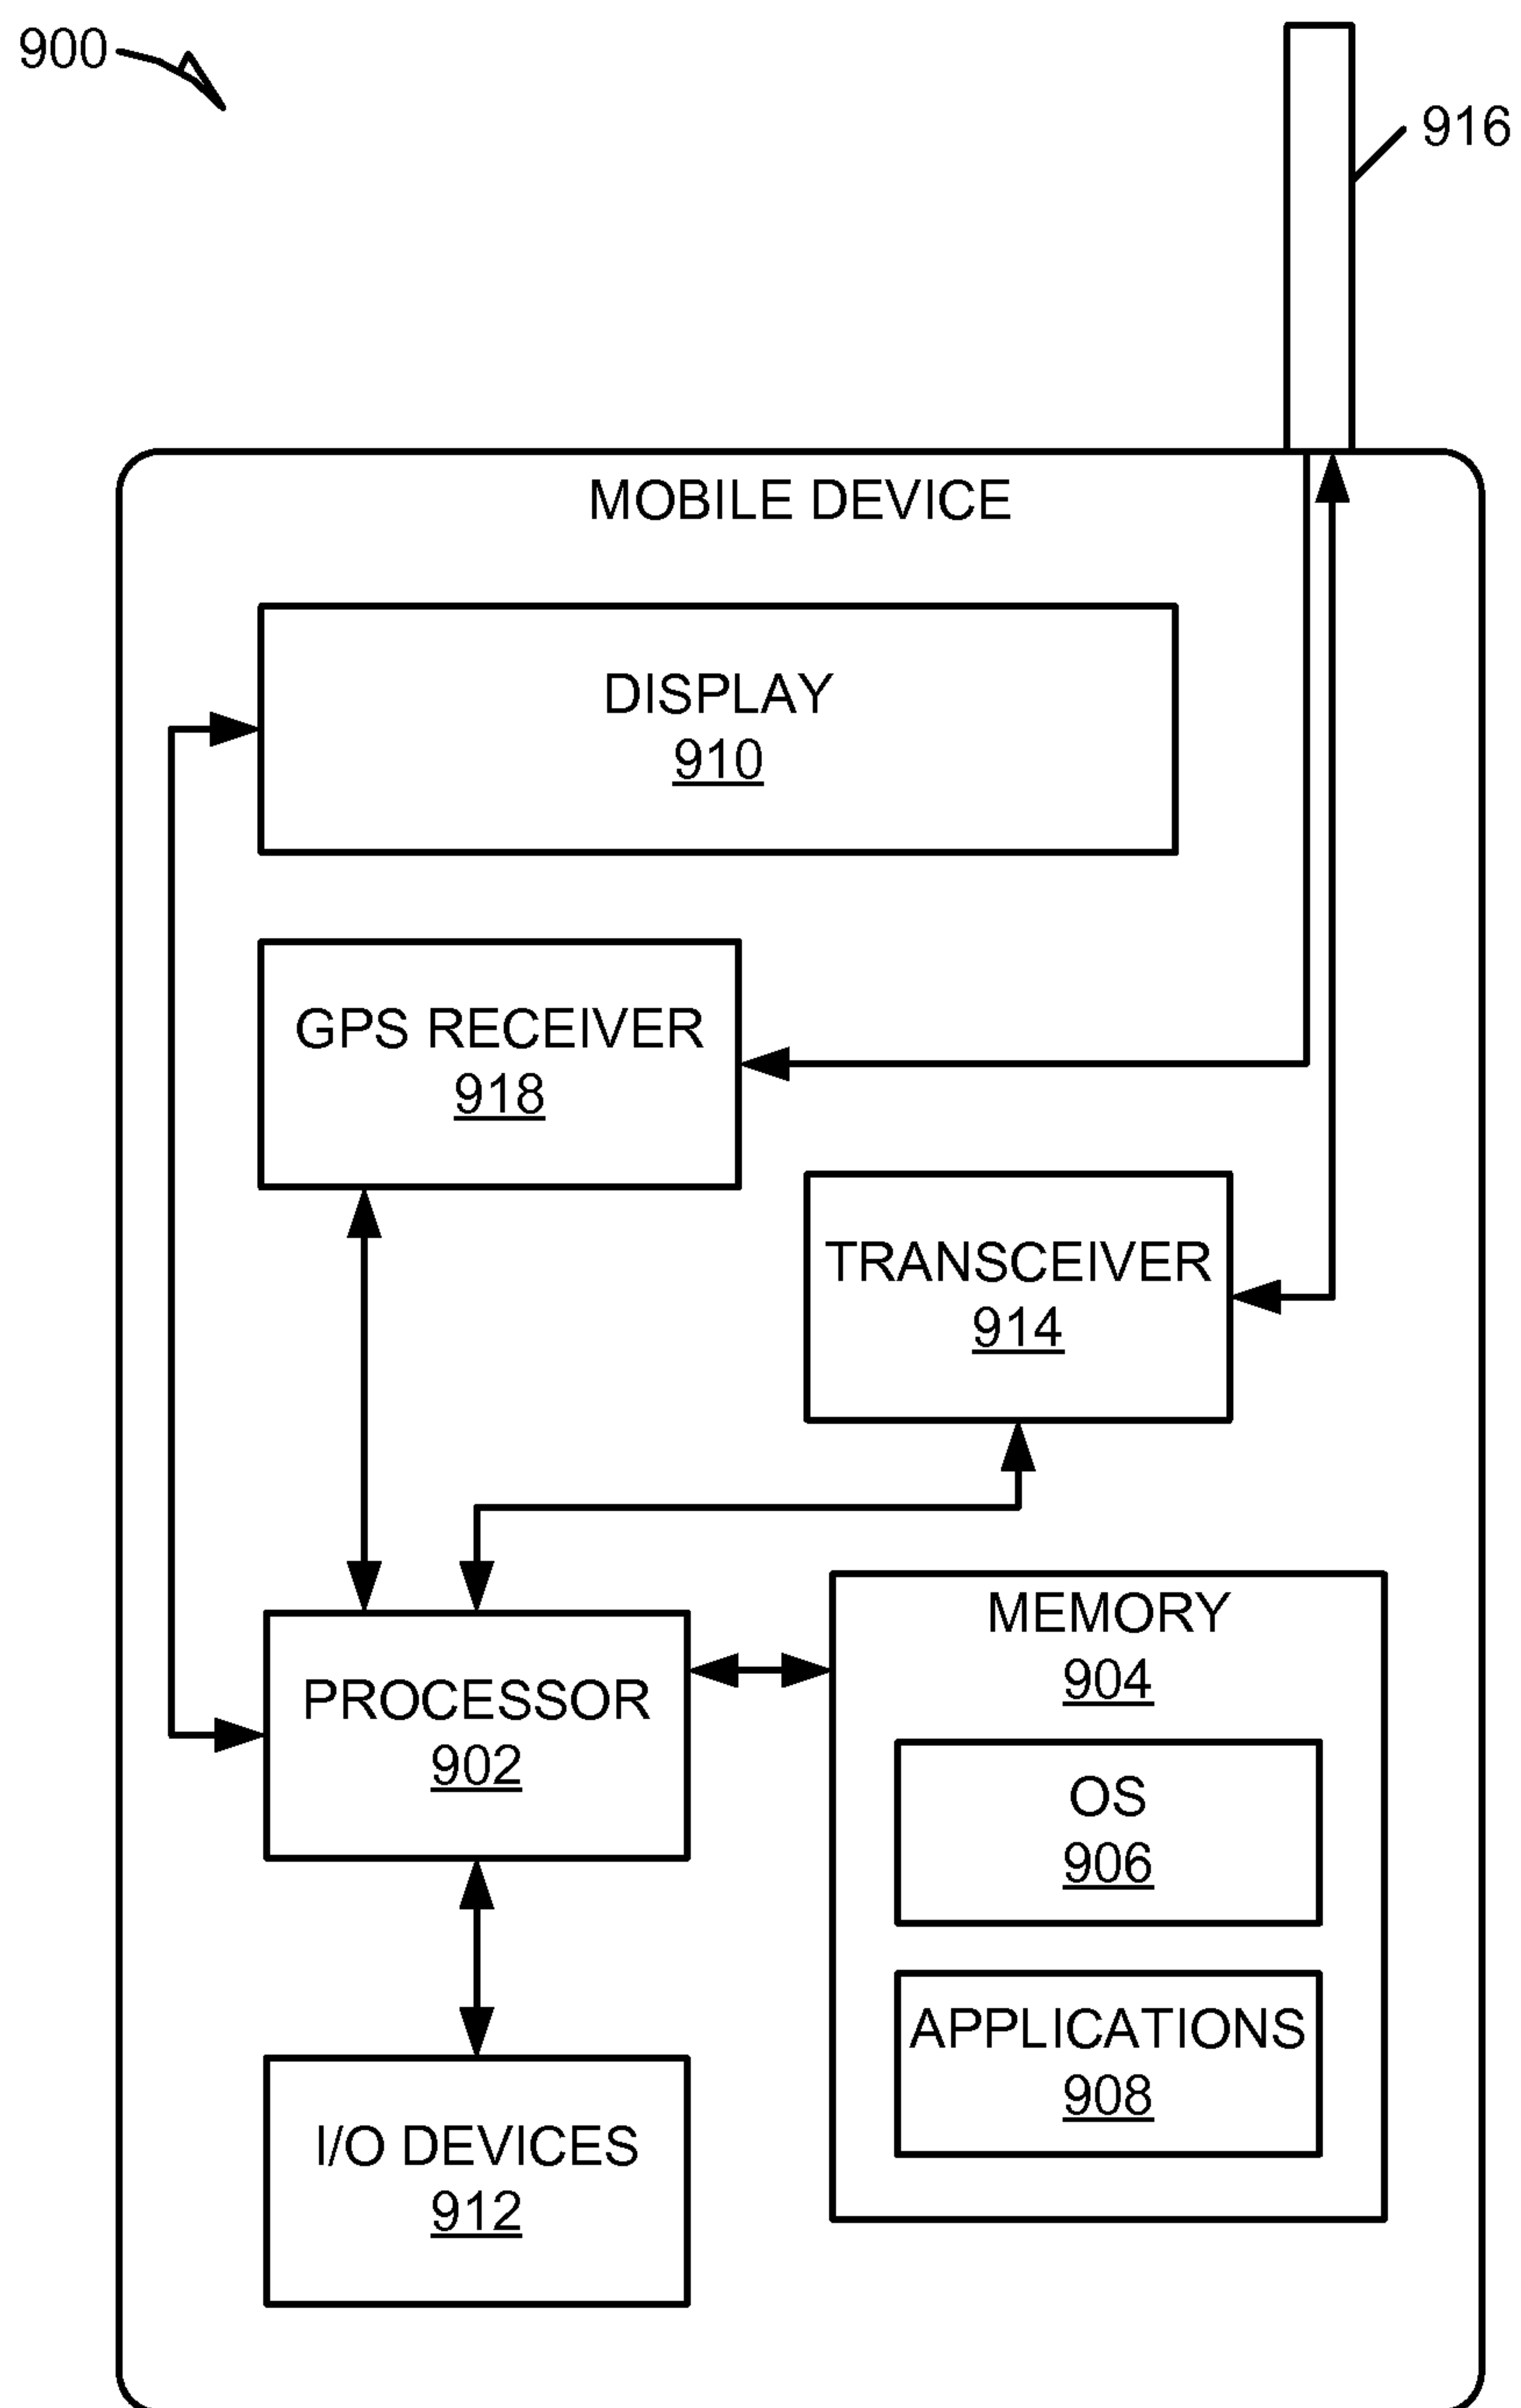 900
916
MOBILE DEVICE
DISPLAY
910
GPS RECEIVER
918
TRANSCEIVER
914
PROCESSOR
902
MEMORY
904
OS
906
APPLICATIONS
908
I/O DEVICES
912